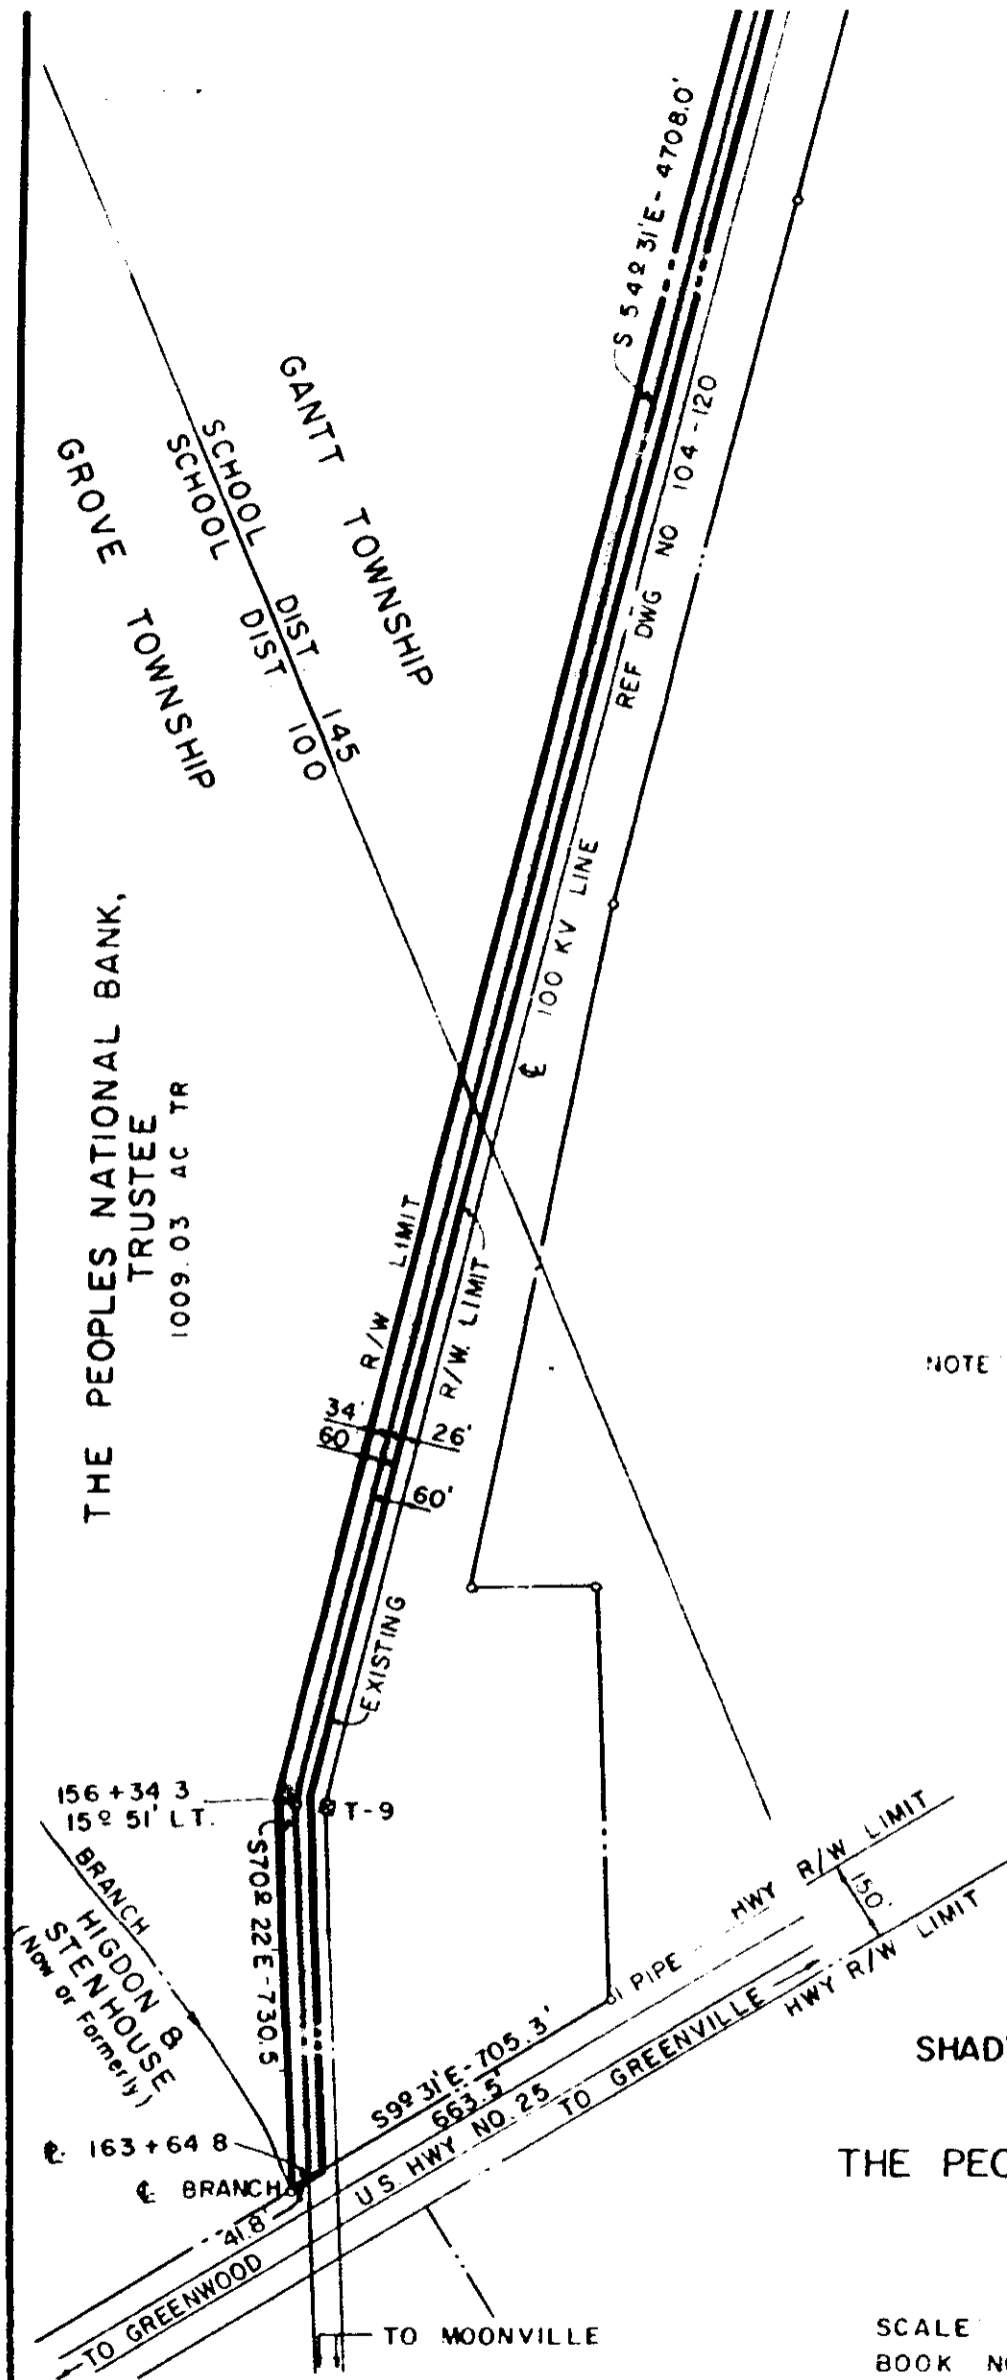 S 54º 31'E - 4708.0'
GANTT TOWNSHIP
SCHOOL DIST. 145
SCHOOL DIST 100
GROVE TOWNSHIP
REF DWG NO 104-120
THE PEOPLES NATIONAL BANK,
TRUSTEE
1009.03 AC TR
℄ 100 KV LINE
R/W LIMIT
R/W. LIMIT
NOTE
34'
26'
60'
60'
EXISTING
156+34 3
15º 51' LT.
T-9
S70º 22'E-730.5
BRANCH
HIGDON &
STENHOUSE
(Now or Formerly)
HWY R/W LIMIT
150'
HWY R/W LIMIT
PIPE
S9º 31'E-705.3'
663.5'
U.S. HWY NO. 25
TO GREENVILLE
℄ 163+64 8
℄ BRANCH
41.8'
TO GREENWOOD
TO MOONVILLE
SHAD
THE PEO
SCALE
BOOK NO